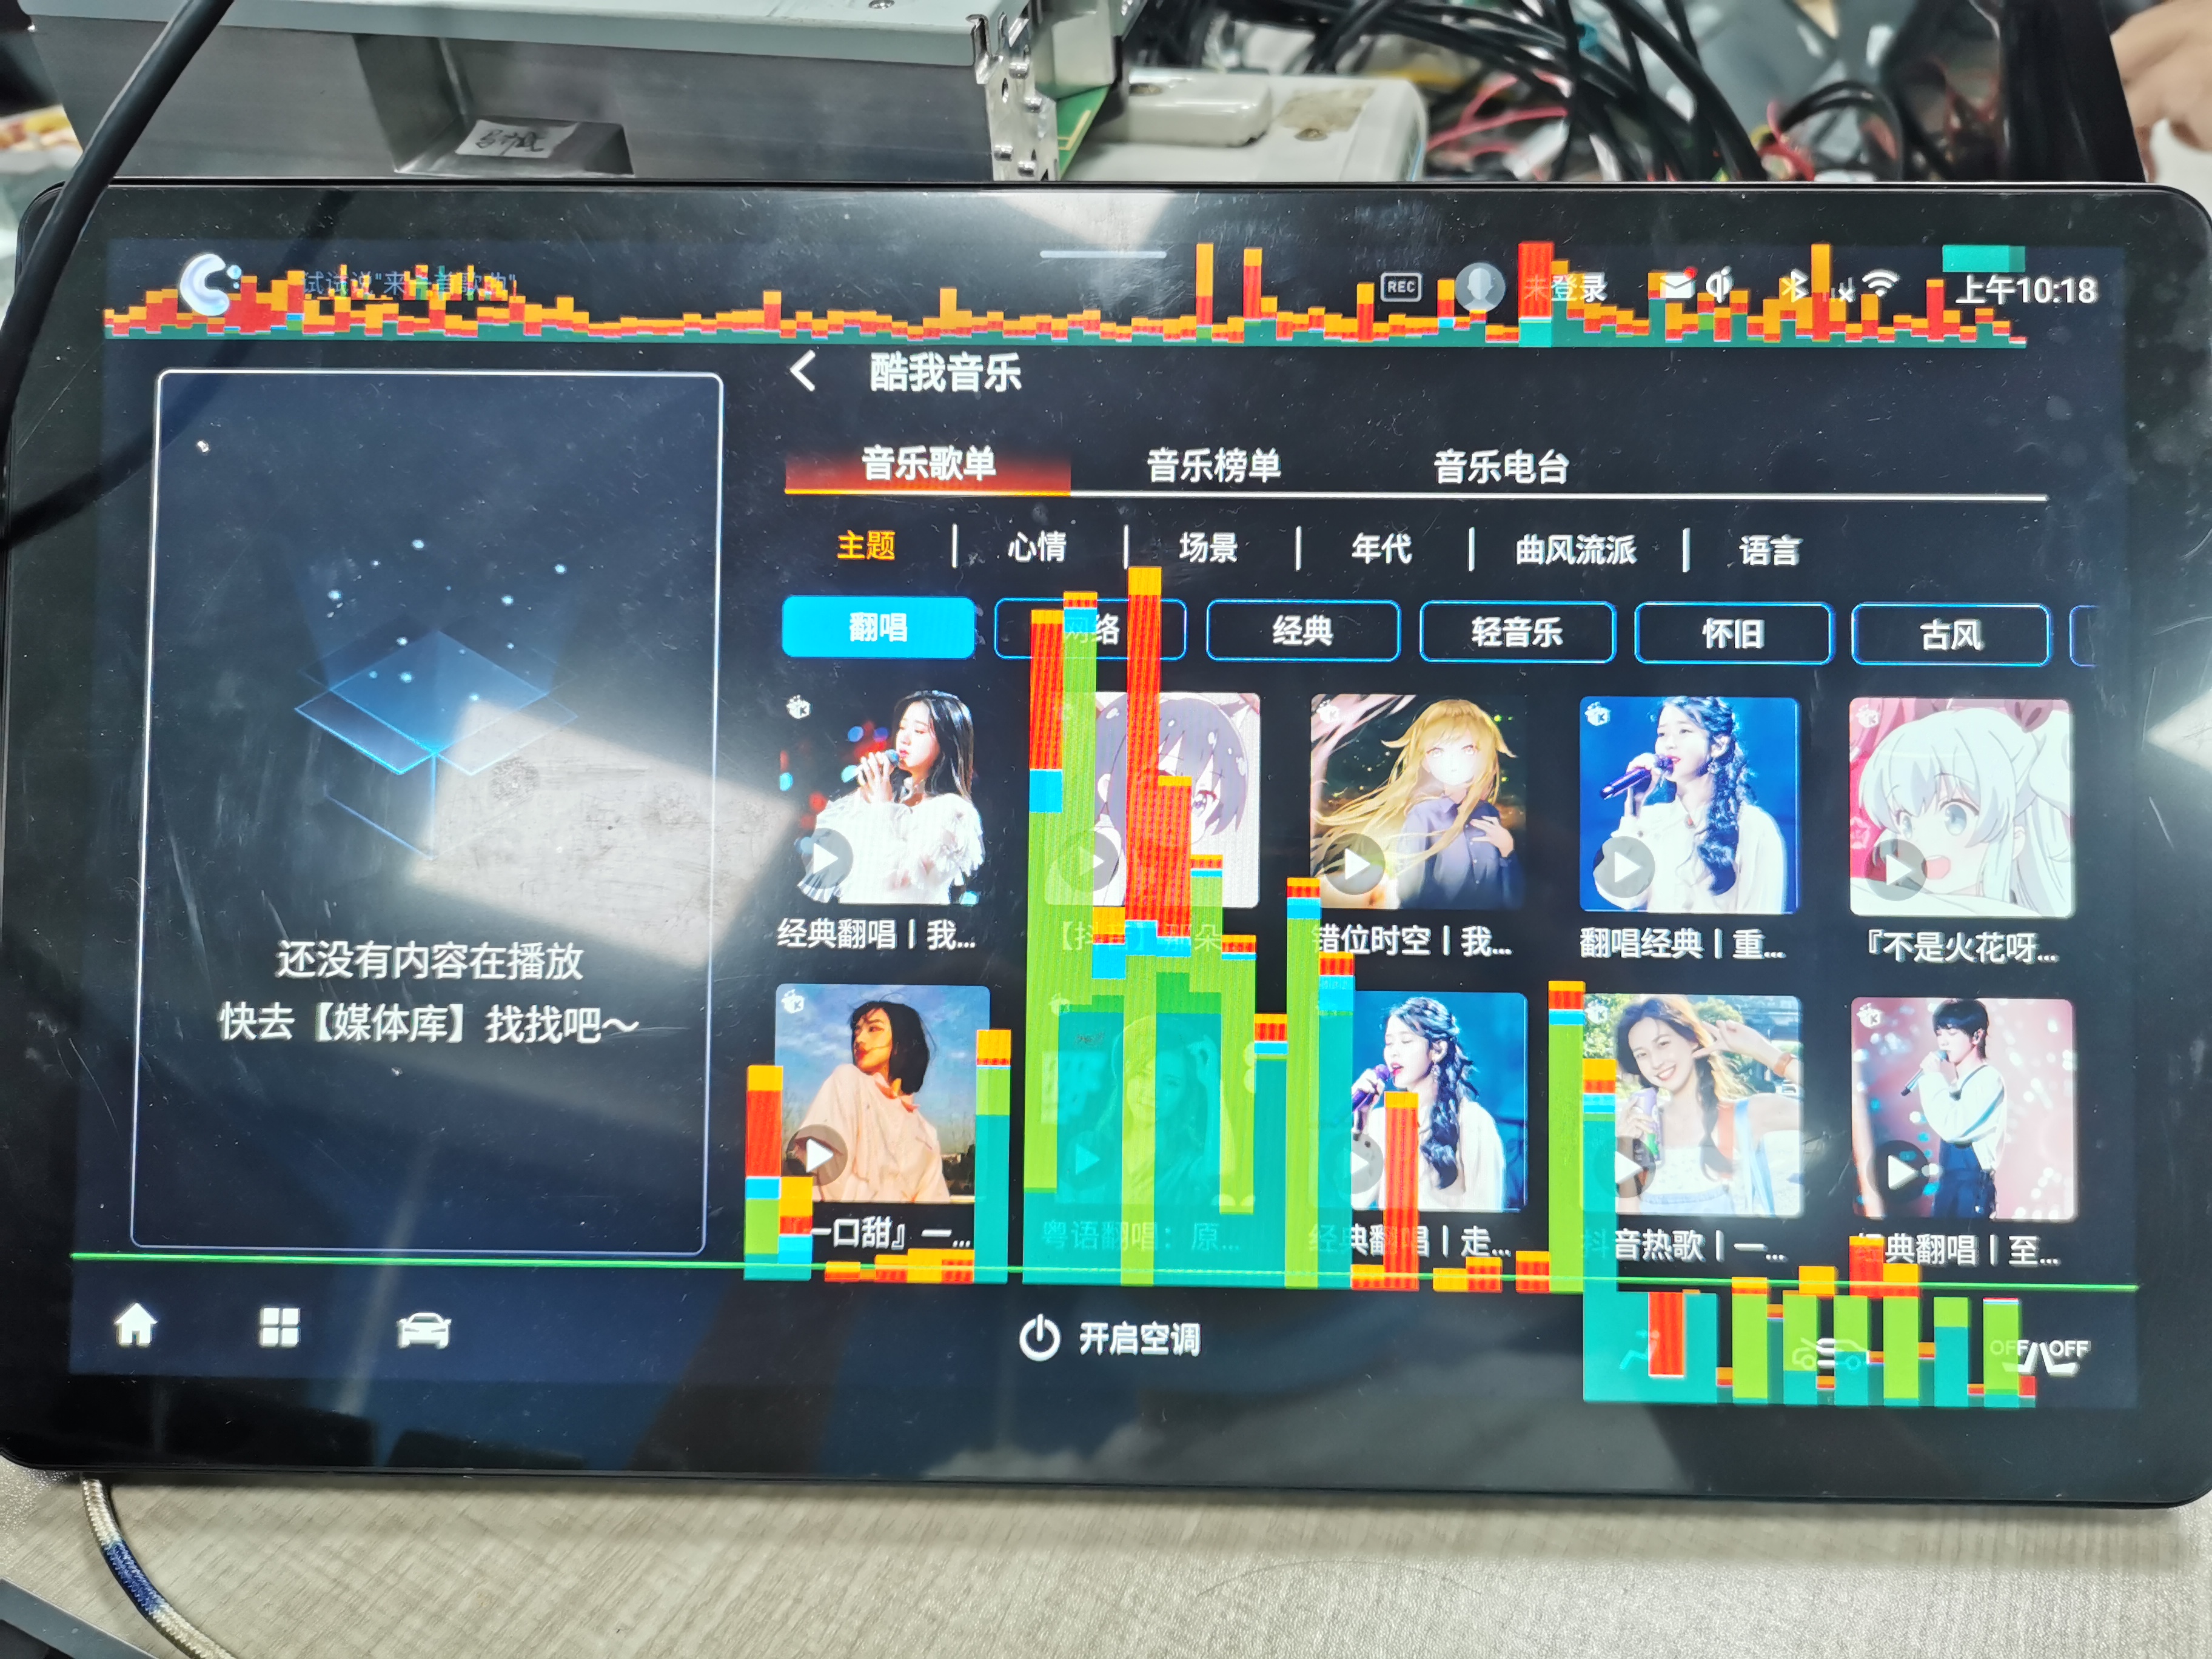 试试说"来一首歌曲"
REC
未登录
上午10:18
酷我音乐
音乐歌单
音乐榜单
音乐电台
主题
心情
场景
年代
曲风流派
语言
翻唱
网络
经典
轻音乐
怀旧
古风
经典翻唱丨我...
错位时空丨我...
翻唱经典丨重...
『不是火花呀...
还没有内容在播放
快去【媒体库】找找吧～
一口甜』一...
粤语翻唱：原...
经典翻唱丨走...
抖音热歌丨一...
经典翻唱丨至...
开启空调
OFF
OFF